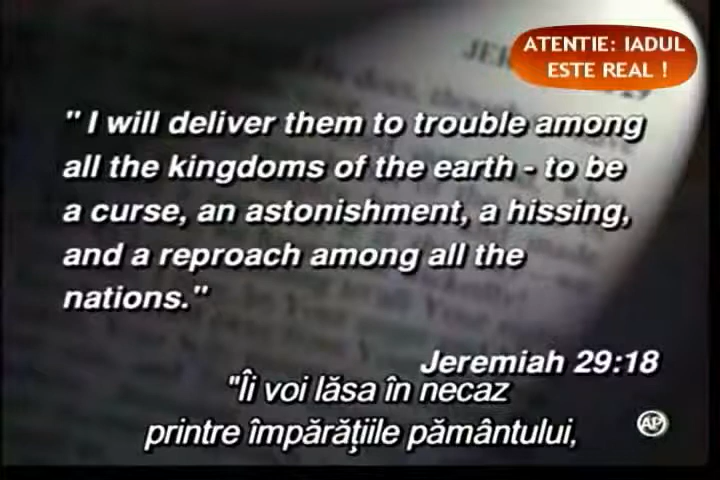 ATENTIE: IADUL
ESTE REAL !
" I will deliver them to trouble among
all the kingdoms of the earth - to be
a curse, an astonishment, a hissing,
and a reproach among all the
nations."
Jeremiah 29:18
"Îi voi lăsa în necaz
printre împărăţiile pământului,
AP